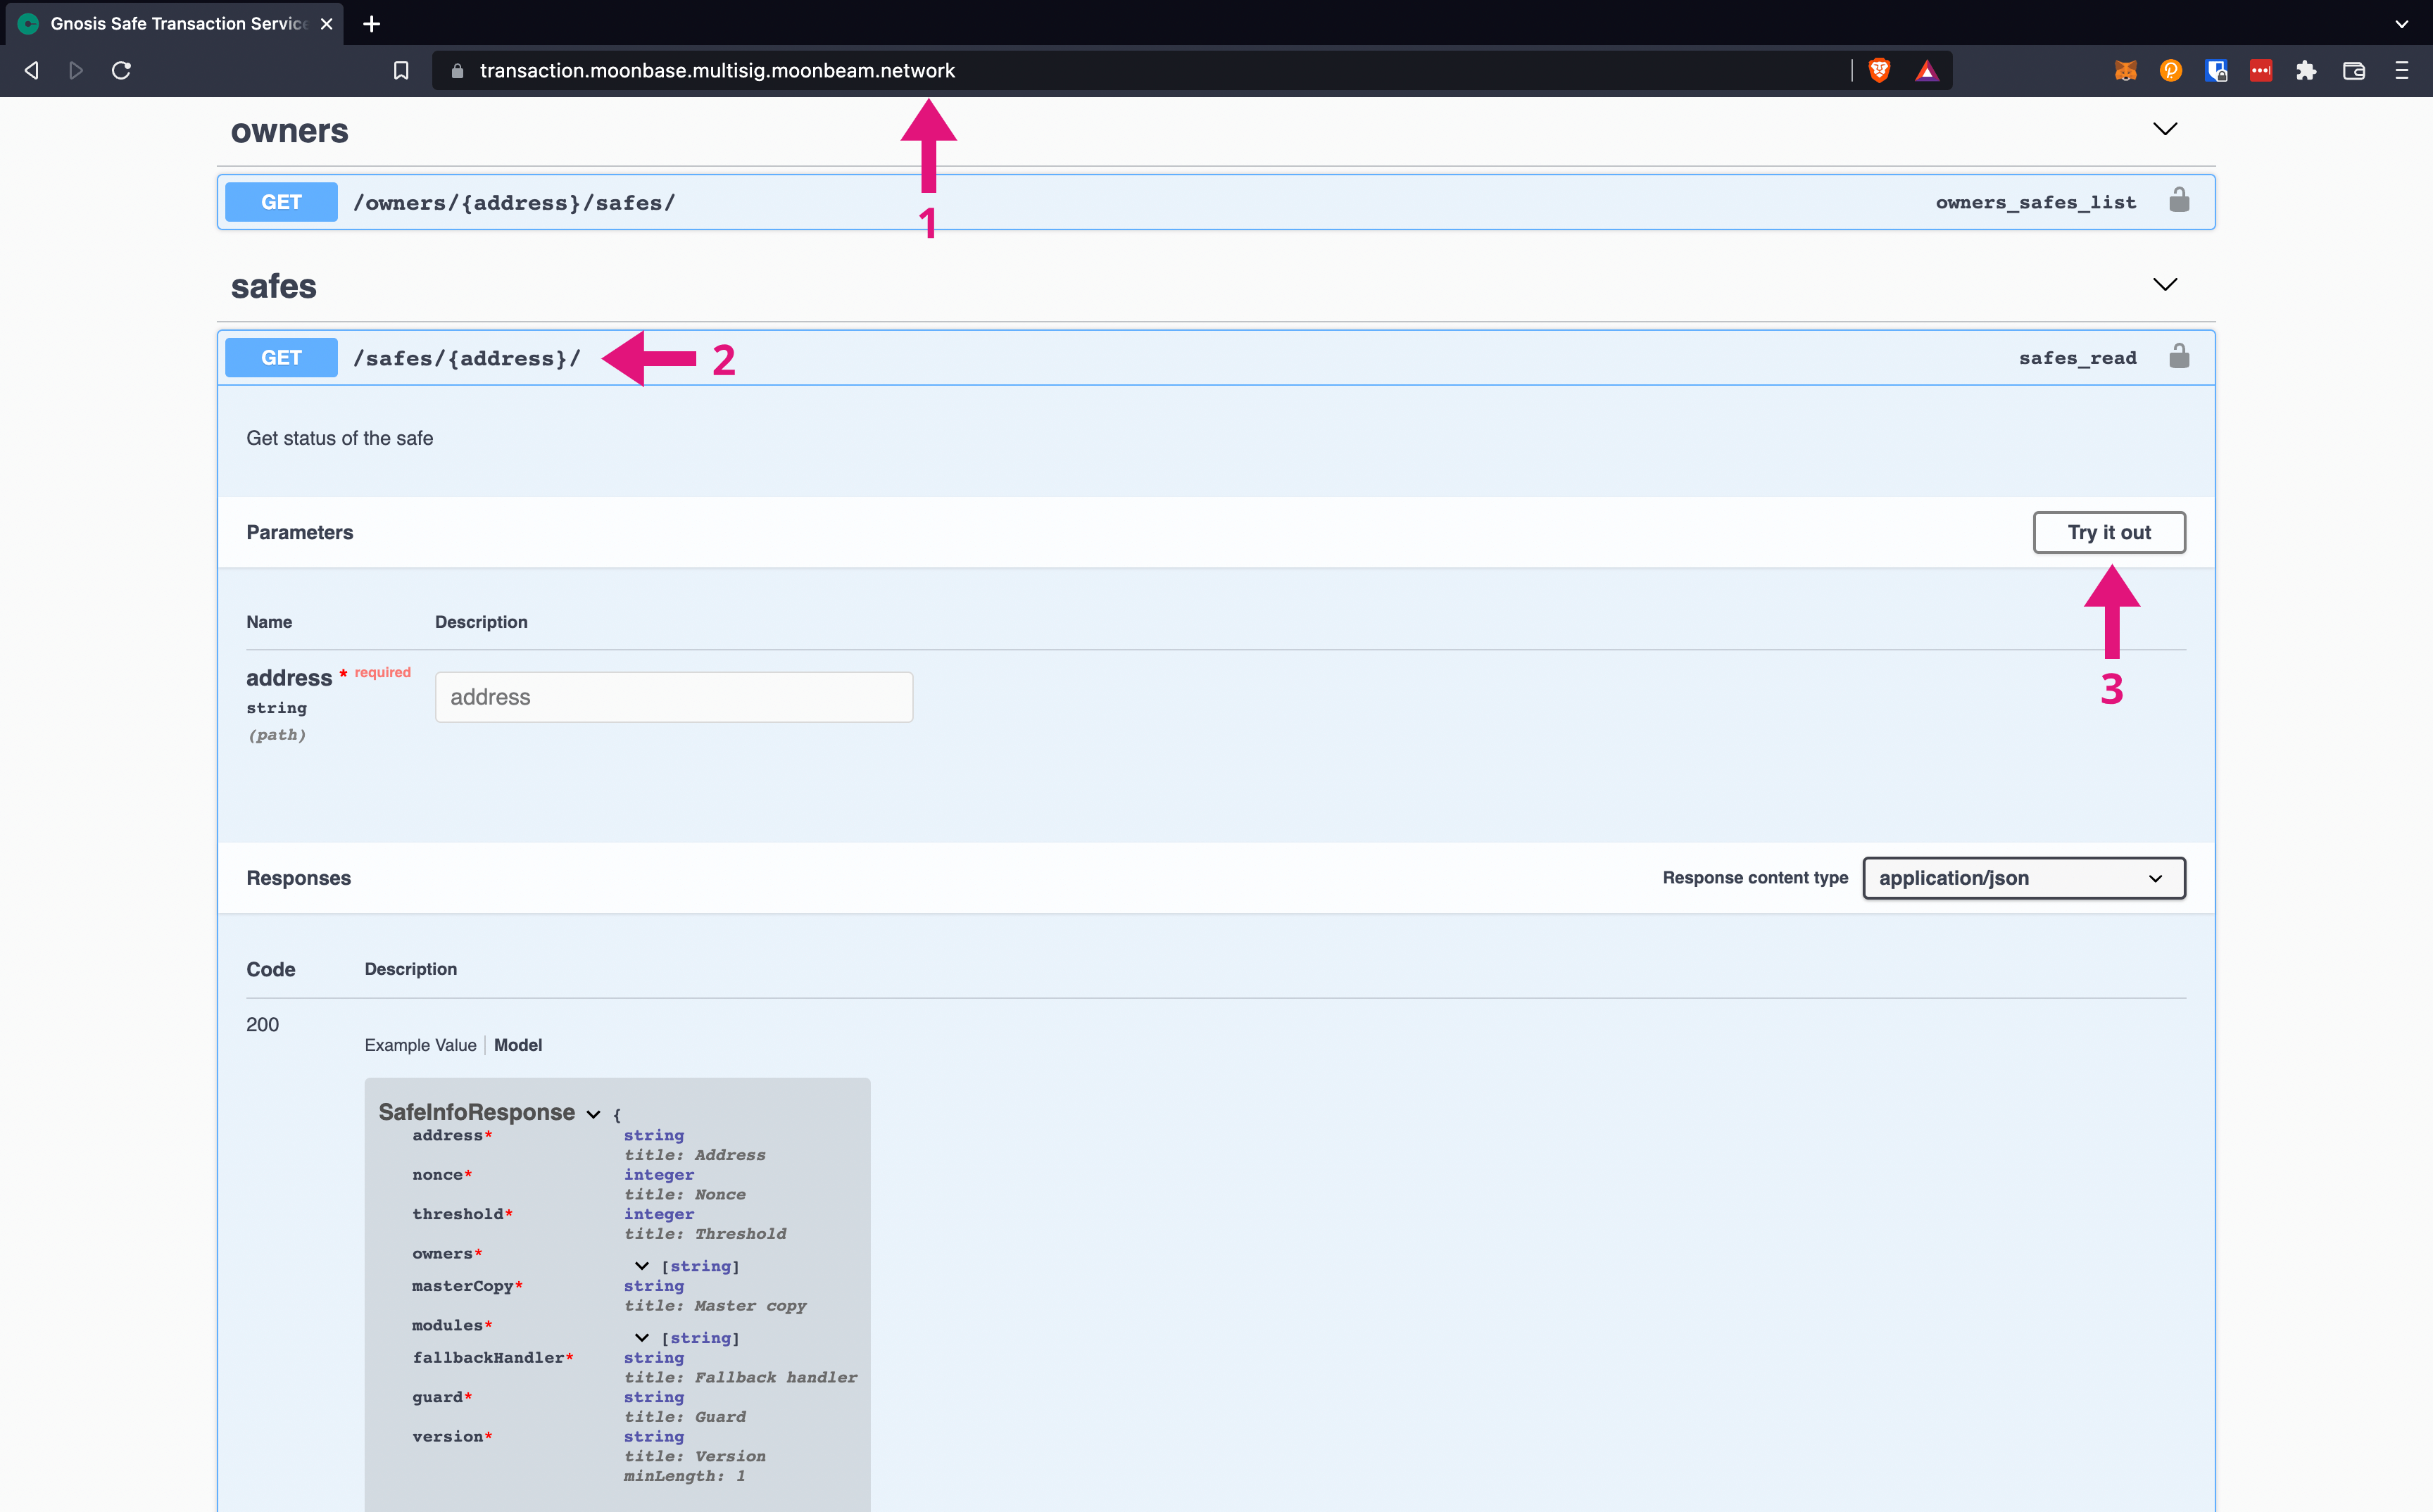 Gnosis Safe Transaction Service
transaction.moonbase.multisig.moonbeam.network
owners
GET /owners/{address}/safes/ owners_safes_list
1
safes
GET /safes/{address}/ 2 safes_read
Get status of the safe
Parameters Try it out
Name Description
address * required address
string
(path)
3
Responses Response content type application/json
Code Description
200
Example Value Model
SafeInfoResponse {
address* string
title: Address
nonce* integer
title: Nonce
threshold* integer
title: Threshold
owners*
[string]
masterCopy* string
title: Master copy
modules*
[string]
fallbackHandler* string
title: Fallback handler
guard* string
title: Guard
version* string
title: Version
minLength: 1